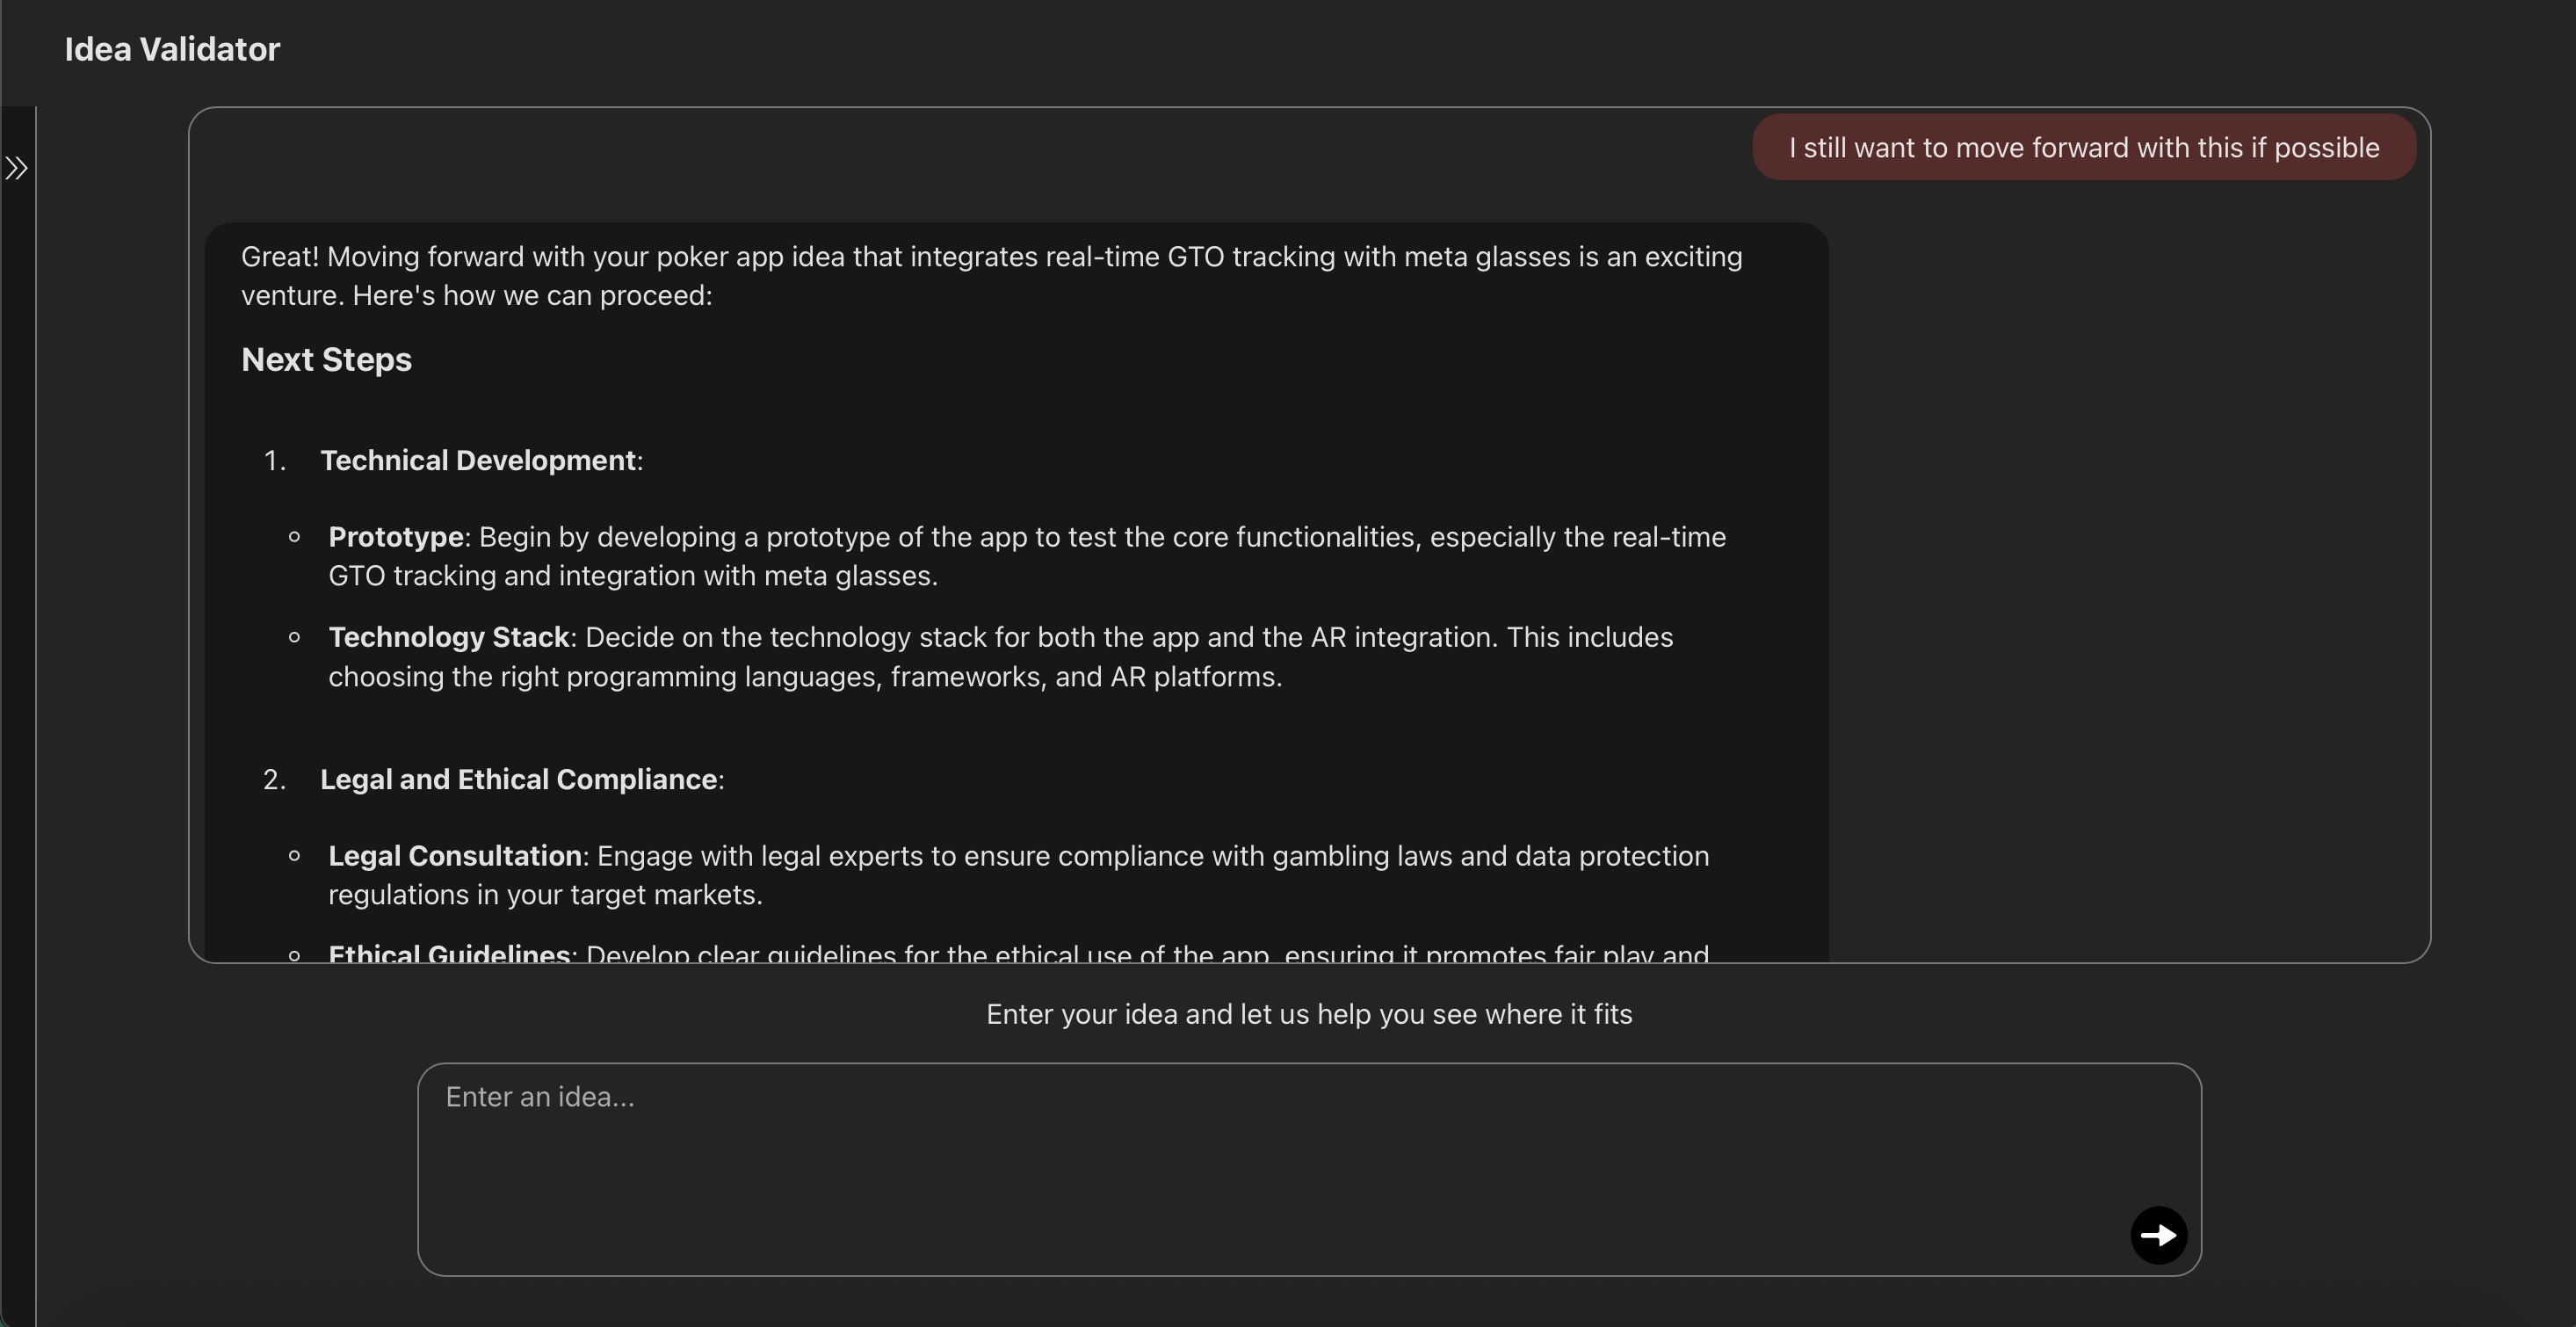 Idea Validator
I still want to move forward with this if possible
Great! Moving forward with your poker app idea that integrates real-time GTO tracking with meta glasses is an exciting
venture. Here's how we can proceed:
Next Steps
1. Technical Development:
Prototype: Begin by developing a prototype of the app to test the core functionalities, especially the real-time
GTO tracking and integration with meta glasses.
Technology Stack: Decide on the technology stack for both the app and the AR integration. This includes
choosing the right programming languages, frameworks, and AR platforms.
2. Legal and Ethical Compliance:
Legal Consultation: Engage with legal experts to ensure compliance with gambling laws and data protection
regulations in your target markets.
Ethical Guidelines: Develop clear guidelines for the ethical use of the app, ensuring it promotes fair play and
Enter your idea and let us help you see where it fits
Enter an idea...